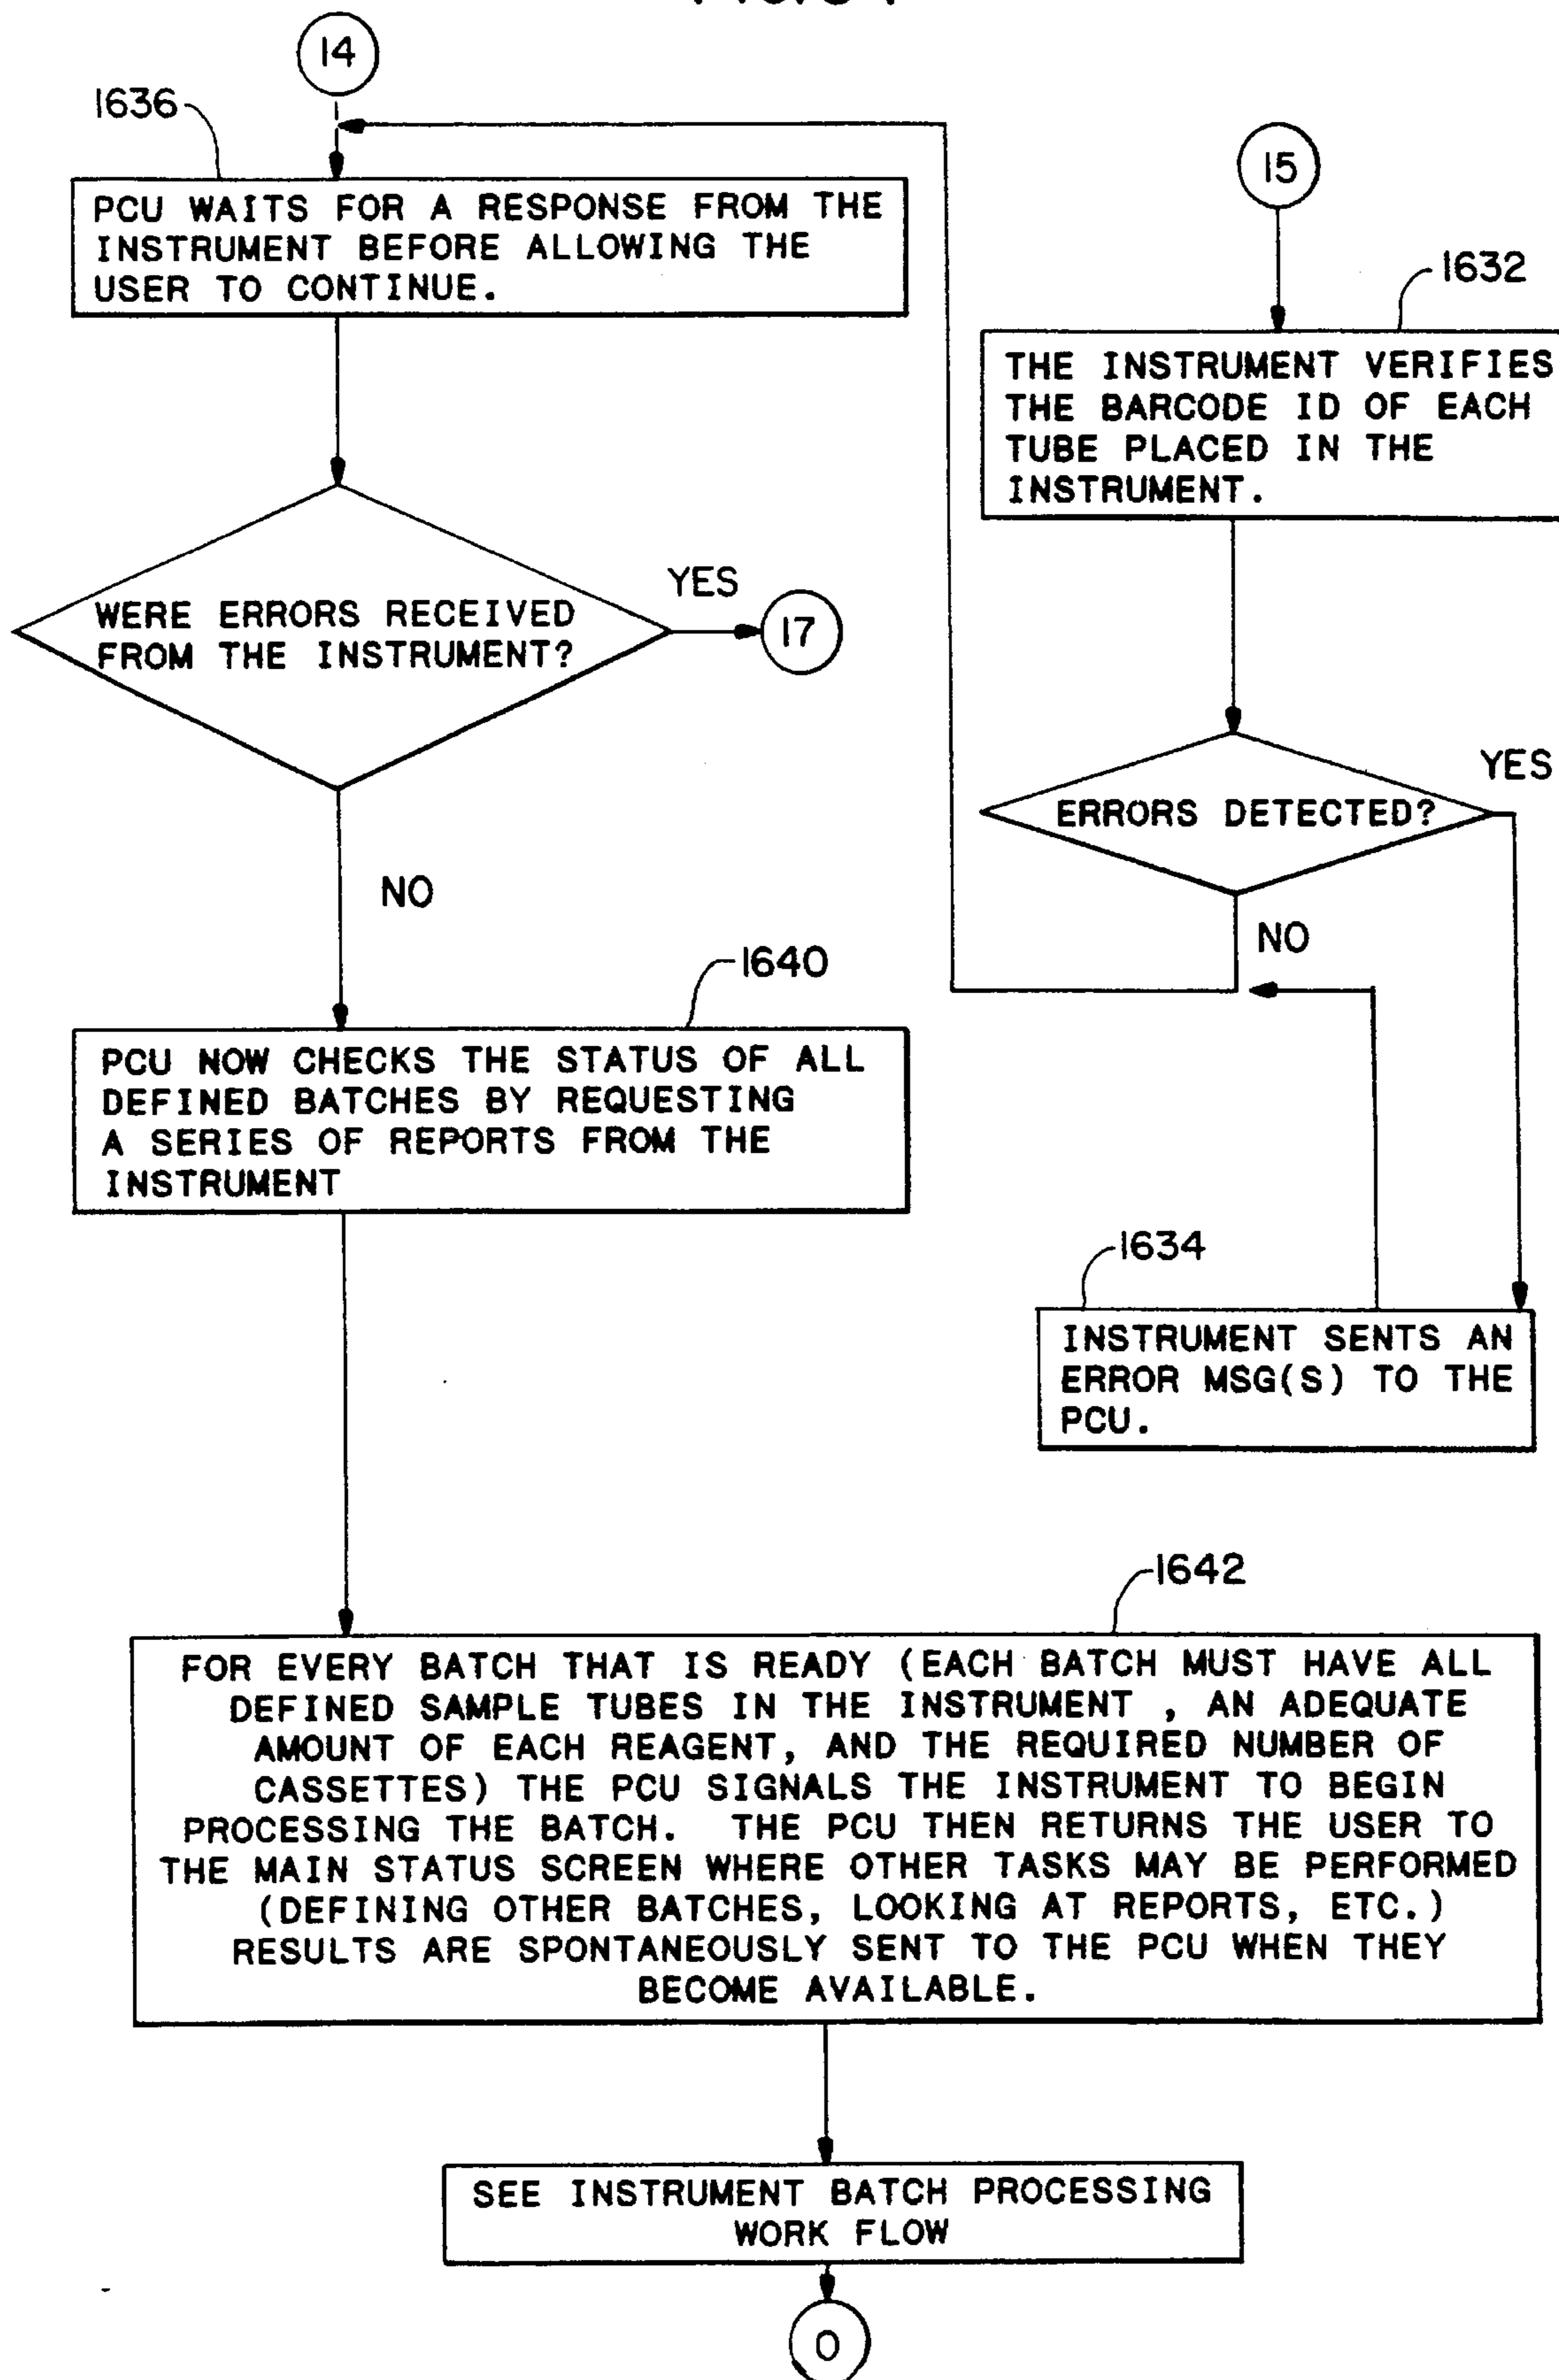 14
1636
PCU WAITS FOR A RESPONSE FROM THE
INSTRUMENT BEFORE ALLOWING THE
USER TO CONTINUE.
WERE ERRORS RECEIVED
FROM THE INSTRUMENT?
YES
17
NO
1640
PCU NOW CHECKS THE STATUS OF ALL
DEFINED BATCHES BY REQUESTING
A SERIES OF REPORTS FROM THE
INSTRUMENT
15
1632
THE INSTRUMENT VERIFIES
THE BARCODE ID OF EACH
TUBE PLACED IN THE
INSTRUMENT.
ERRORS DETECTED?
YES
NO
1634
INSTRUMENT SENTS AN
ERROR MSG(S) TO THE
PCU.
1642
FOR EVERY BATCH THAT IS READY (EACH BATCH MUST HAVE ALL
DEFINED SAMPLE TUBES IN THE INSTRUMENT , AN ADEQUATE
AMOUNT OF EACH REAGENT, AND THE REQUIRED NUMBER OF
CASSETTES) THE PCU SIGNALS THE INSTRUMENT TO BEGIN
PROCESSING THE BATCH. THE PCU THEN RETURNS THE USER TO
THE MAIN STATUS SCREEN WHERE OTHER TASKS MAY BE PERFORMED
(DEFINING OTHER BATCHES, LOOKING AT REPORTS, ETC.)
RESULTS ARE SPONTANEOUSLY SENT TO THE PCU WHEN THEY
BECOME AVAILABLE.
SEE INSTRUMENT BATCH PROCESSING
WORK FLOW
0